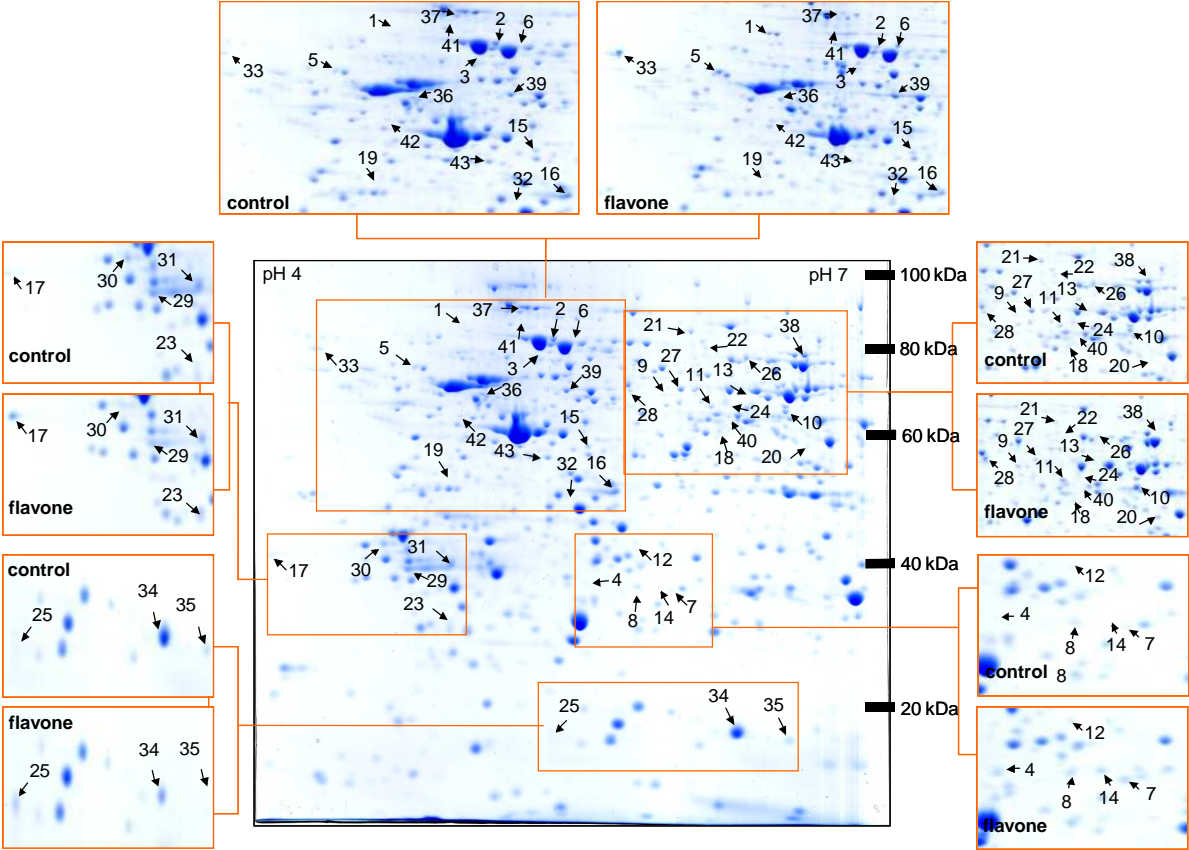 37 2 6
1
41
33 5 3 39
36
42 15
19 43
32 16
control
37 2 6
1
41
33 5 3 39
36
42 15
19 43
32 16
flavone
30 31
17
29
23
control
30 31
17
29
23
flavone
control
34 35
25
flavone
34 35
25
pH 4 pH 7
100 kDa
80 kDa
60 kDa
40 kDa
20 kDa
1 37 2 6
41
33 5 3 39
36
42 15
19 43
32 16
21 22 38
9 27 11 13 26
28 24 10
40
18 20
31
17 30
29
23
12
4
8 14 7
25 34 35
21 22 38
9 27 11 13 26
28 24 10
40
18 20
control
21 22 38
9 27 13 26
11 24
28 40 10
18 20
flavone
12
4
8 14 7
8
control
12
4
8 14 7
flavone